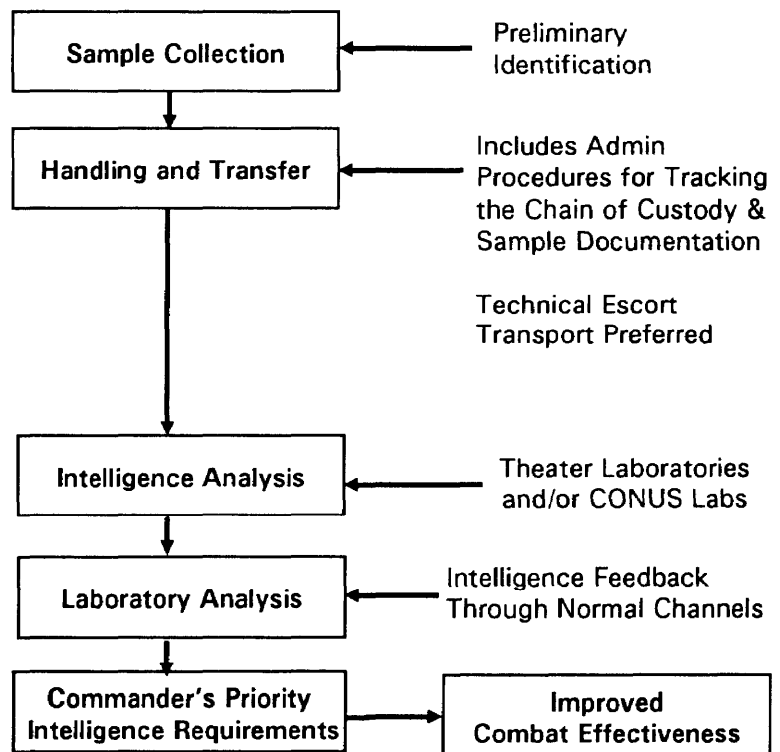 Sample Collection
Preliminary
Identification
Handling and Transfer
Includes Admin
Procedures for Tracking
the Chain of Custody &
Sample Documentation
Technical Escort
Transport Preferred
Intelligence Analysis
Theater Laboratories
and/or CONUS Labs
Laboratory Analysis
Intelligence Feedback
Through Normal Channels
Commander's Priority
Intelligence Requirements
Improved
Combat Effectiveness